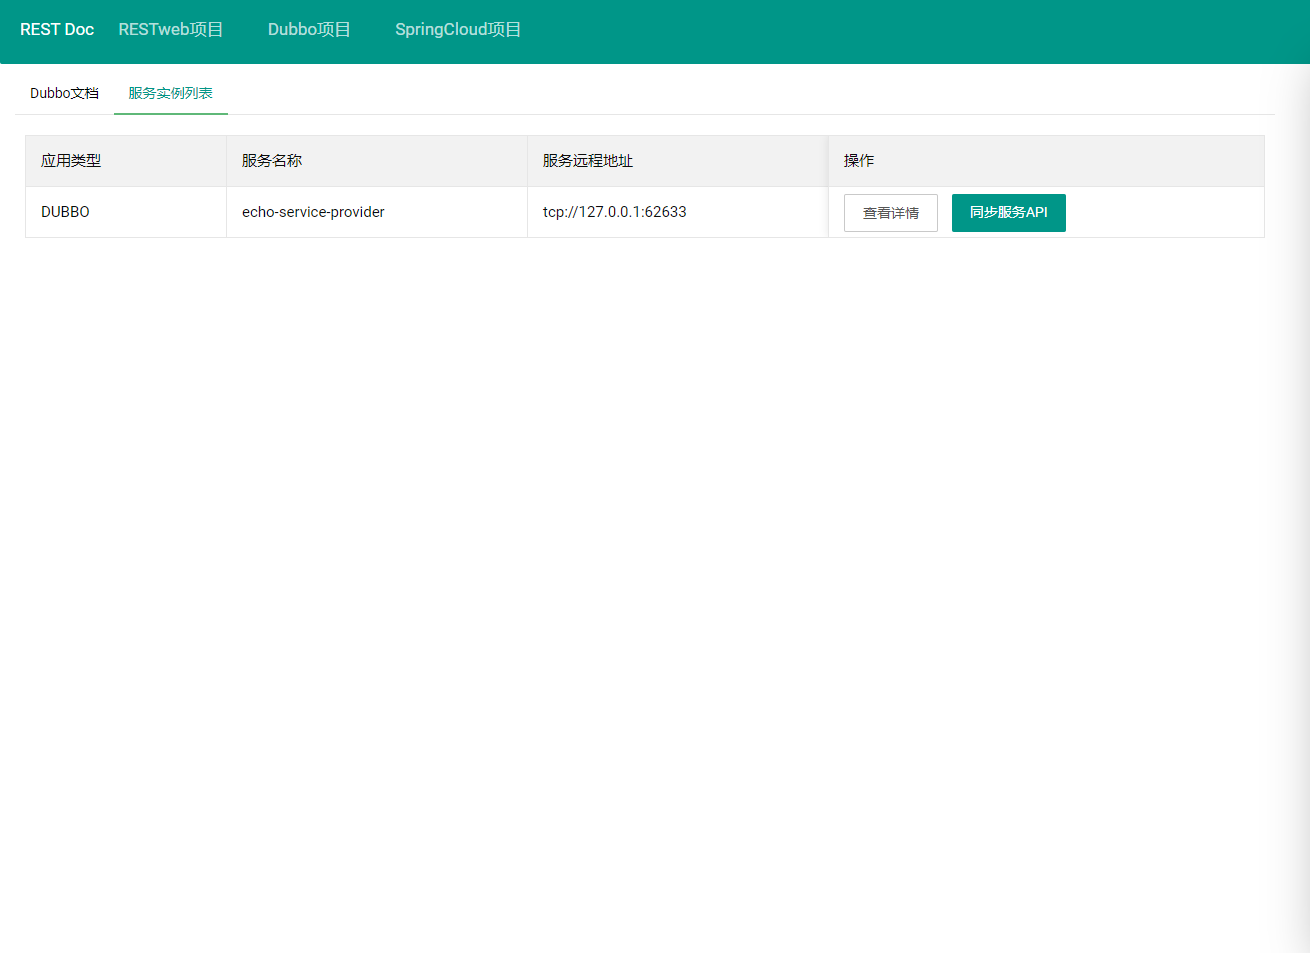 REST Doc RESTweb项目 Dubbo项目 SpringCloud项目
Dubbo文档 服务实例列表
应用类型 服务名称 服务远程地址 操作
DUBBO echo-service-provider tcp://127.0.0.1:62633 查看详情 同步服务API